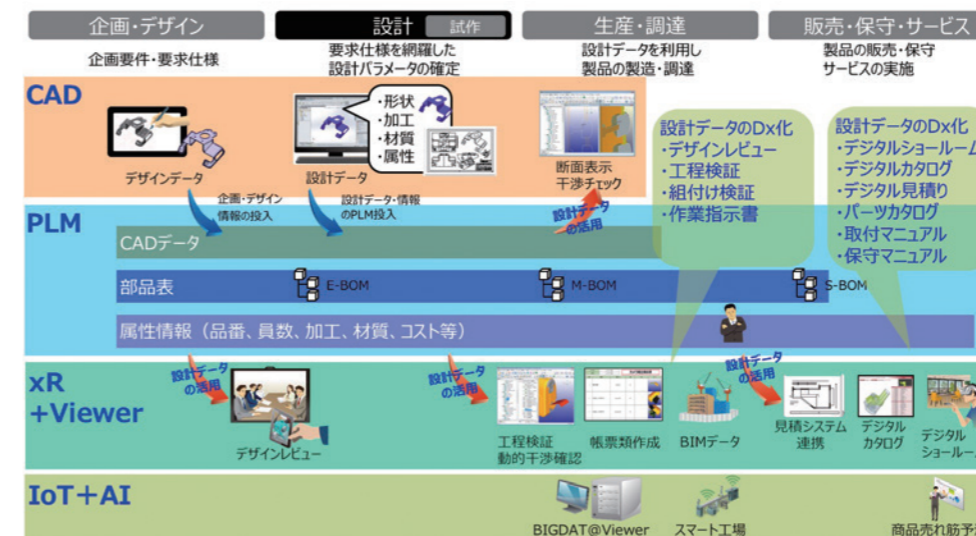 企画・デザイン
設計
試作
生産・調達
販売・保守・サービス
企画要件・要求仕様
要求仕様を網羅した
設計パラメータの確定
設計データを利用し
製品の製造・調達
製品の販売・保守
サービスの実施
CAD
・形状
・加工
・材質
・属性
デザインデータ
設計データ
断面表示
干渉チェック
設計データのDx化
・デザインレビュー
・工程検証
・組付け検証
・作業指示書
設計データのDx化
・デジタルショールーム
・デジタルカタログ
・デジタル見積り
・パーツカタログ
・取付マニュアル
・保守マニュアル
企画・デザイン
情報の投入
設計データ・情報
のPLM投入
設計データ
の活用
PLM
CADデータ
部品表
E-BOM
M-BOM
S-BOM
属性情報（品番、員数、加工、材質、コスト等）
xR
+Viewer
設計データ
の活用
デザインレビュー
設計データ
の活用
工程検証
動的干渉確認
帳票類作成
BIMデータ
設計データ
の活用
見積システム
連携
デジタル
カタログ
デジタル
ショールーム
IoT+AI
BIGDAT@Viewer
スマート工場
商品売れ筋予